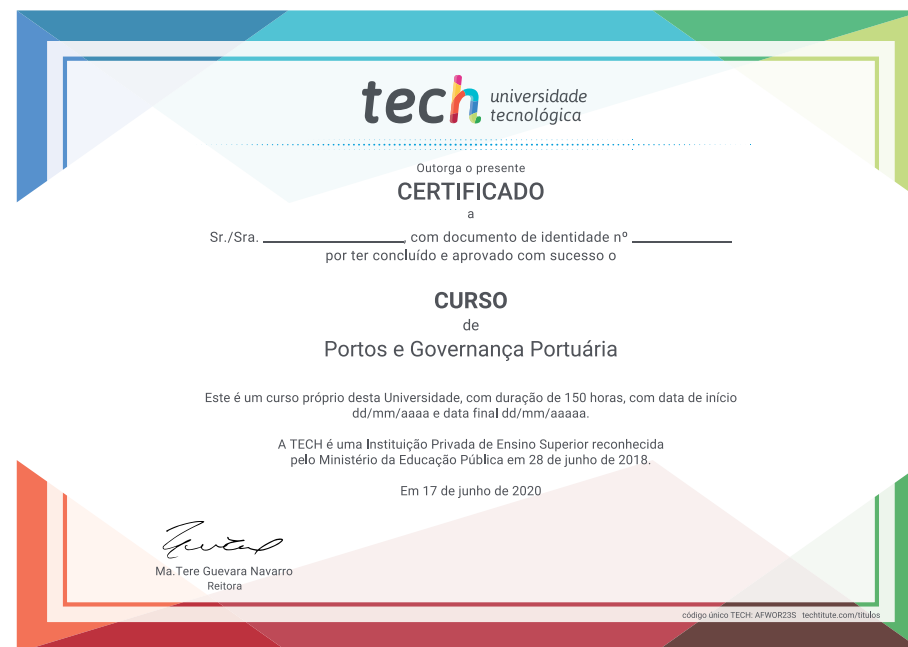 tech universidade tecnológica
Outorga o presente
CERTIFICADO
a
Sr./Sra. ____________, com documento de identidade nº ____________
por ter concluído e aprovado com sucesso o
CURSO
de
Portos e Governança Portuária
Este é um curso próprio desta Universidade, com duração de 150 horas, com data de início
dd/mm/aaaa e data final dd/mm/aaaaa.
A TECH é uma Instituição Privada de Ensino Superior reconhecida
pelo Ministério da Educação Pública em 28 de junho de 2018.
Em 17 de junho de 2020
Ma.Tere Guevara Navarro
Reitora
código único TECH: AFWOR23S techtitute.com/titulos